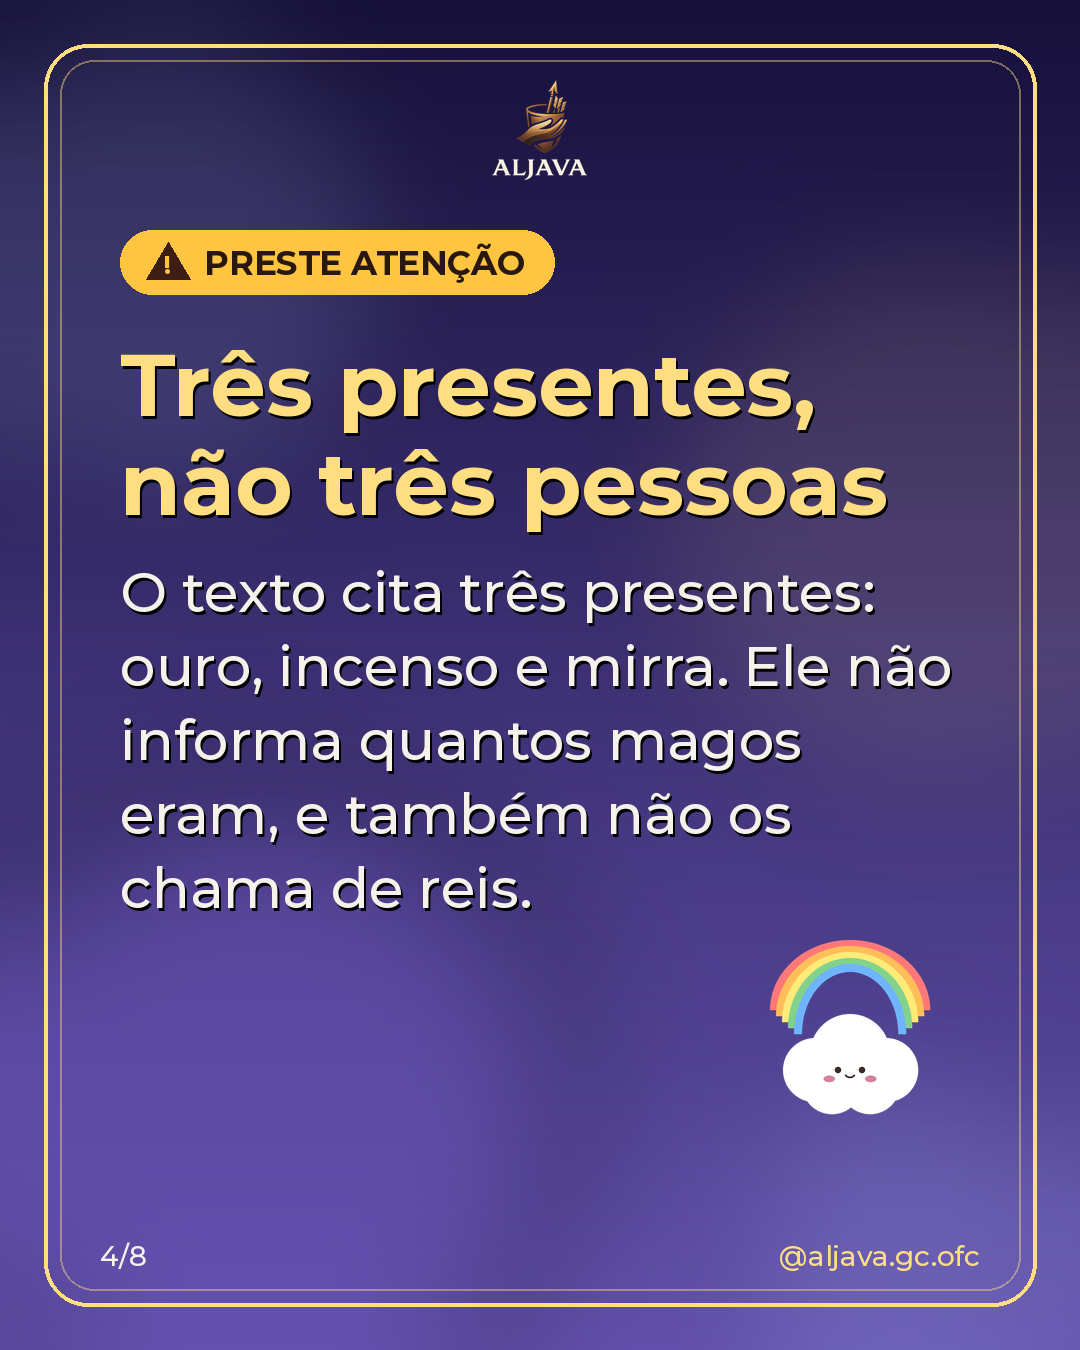 ALJAVA
PRESTE ATENÇÃO
Três presentes,
não três pessoas
O texto cita três presentes:
ouro, incenso e mirra. Ele não
informa quantos magos
eram, e também não os
chama de reis.
4/8
@aljava.gc.ofc